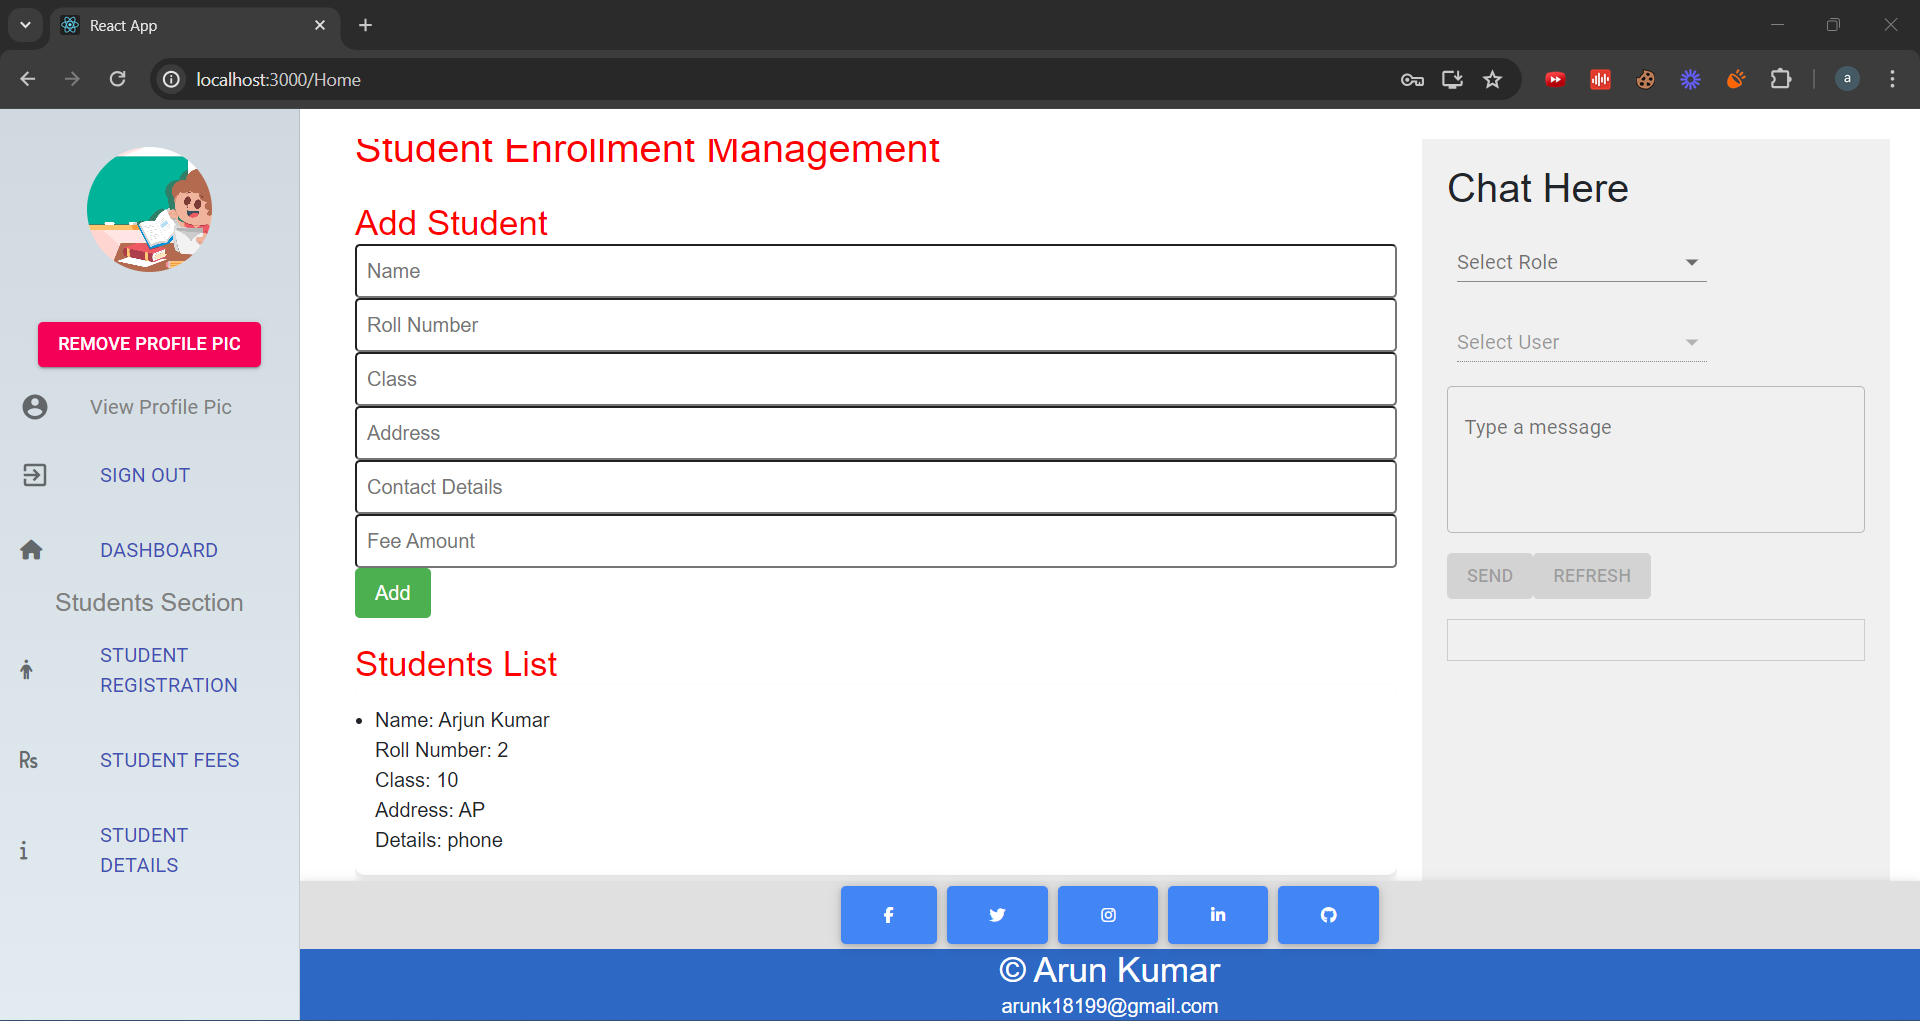 React App
localhost:3000/Home
a
REMOVE PROFILE PIC
View Profile Pic
SIGN OUT
DASHBOARD
Students Section
STUDENT
REGISTRATION
Rs
STUDENT FEES
STUDENT
DETAILS
Student Enrollment Management
Add Student
Name
Roll Number
Class
Address
Contact Details
Fee Amount
Add
Students List
• Name: Arjun Kumar
Roll Number: 2
Class: 10
Address: AP
Details: phone
Chat Here
Select Role
Select User
Type a message
SEND
REFRESH
© Arun Kumar
arunk18199@gmail.com